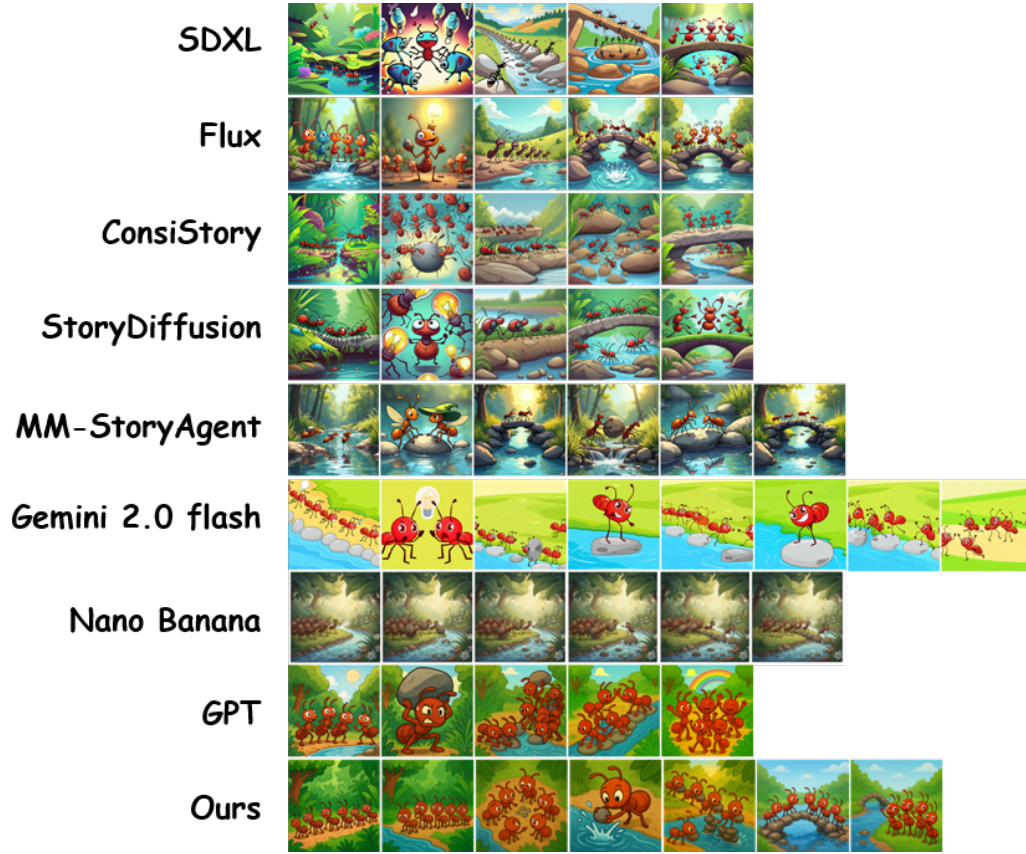 SDXL
Flux
ConsiStory
StoryDiffusion
MM-StoryAgent
Gemini 2.0 flash
Nano Banana
GPT
Ours